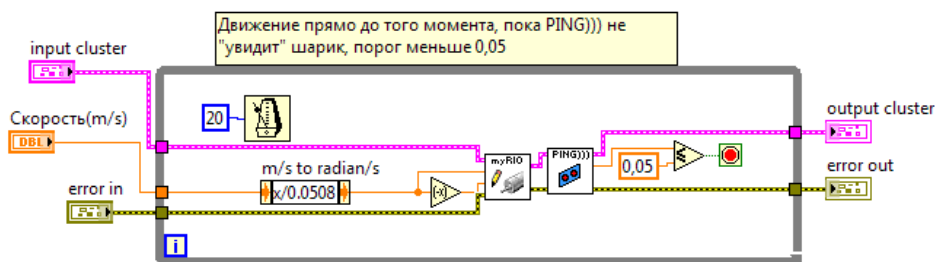 Движение прямо до того момента, пока PING))) не
"увидит" шарик, порог меньше 0,05
input cluster
20
output cluster
Скорость(m/s)
DBL
m/s to radian/s
myRIO
PING)))
0,05
x/0.0508
-x
error in
error out
i